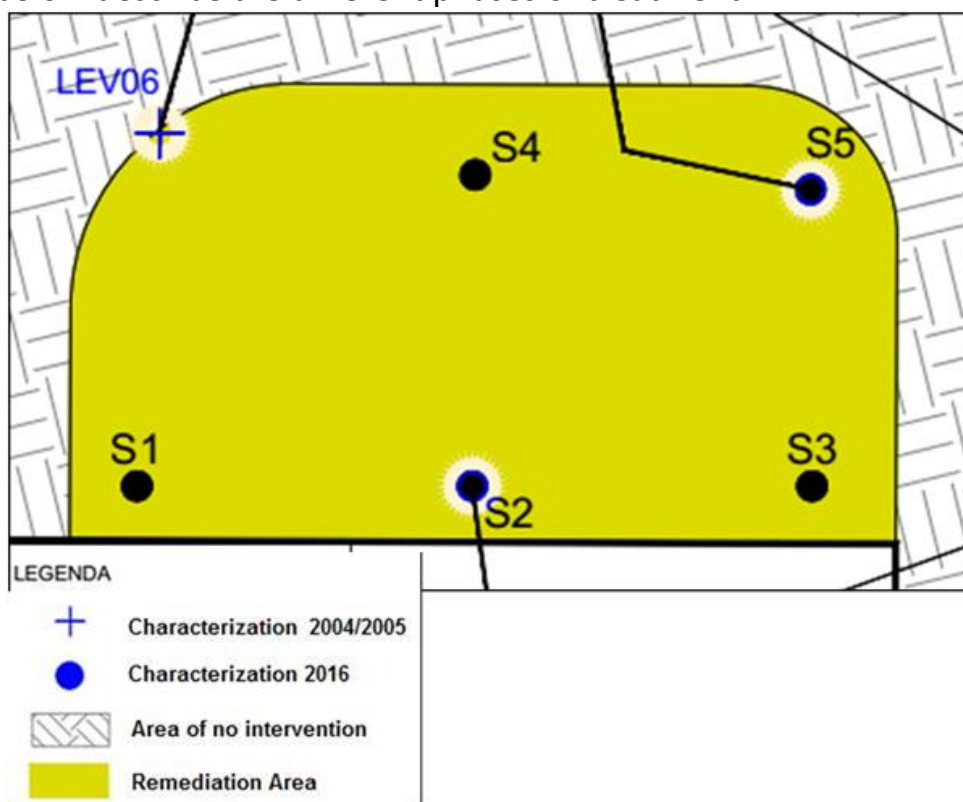 LEV06
S4
S5
S1
S3
S2
LEGENDA
Characterization 2004/2005
Characterization 2016
Area of no intervention
Remediation Area